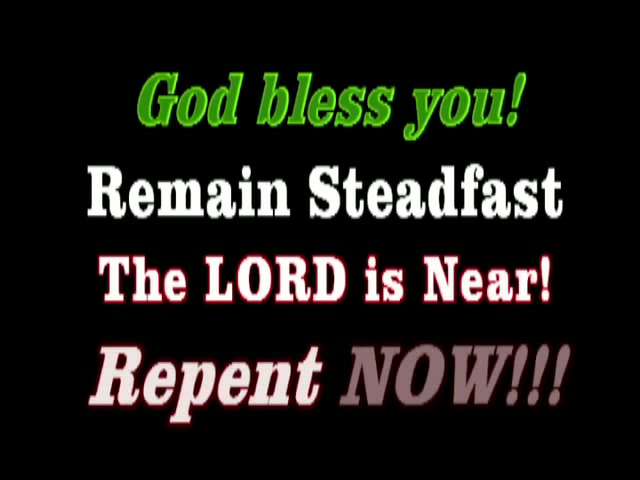 God bless you!
Remain Steadfast
The LORD is Near!
Repent NOW!!!